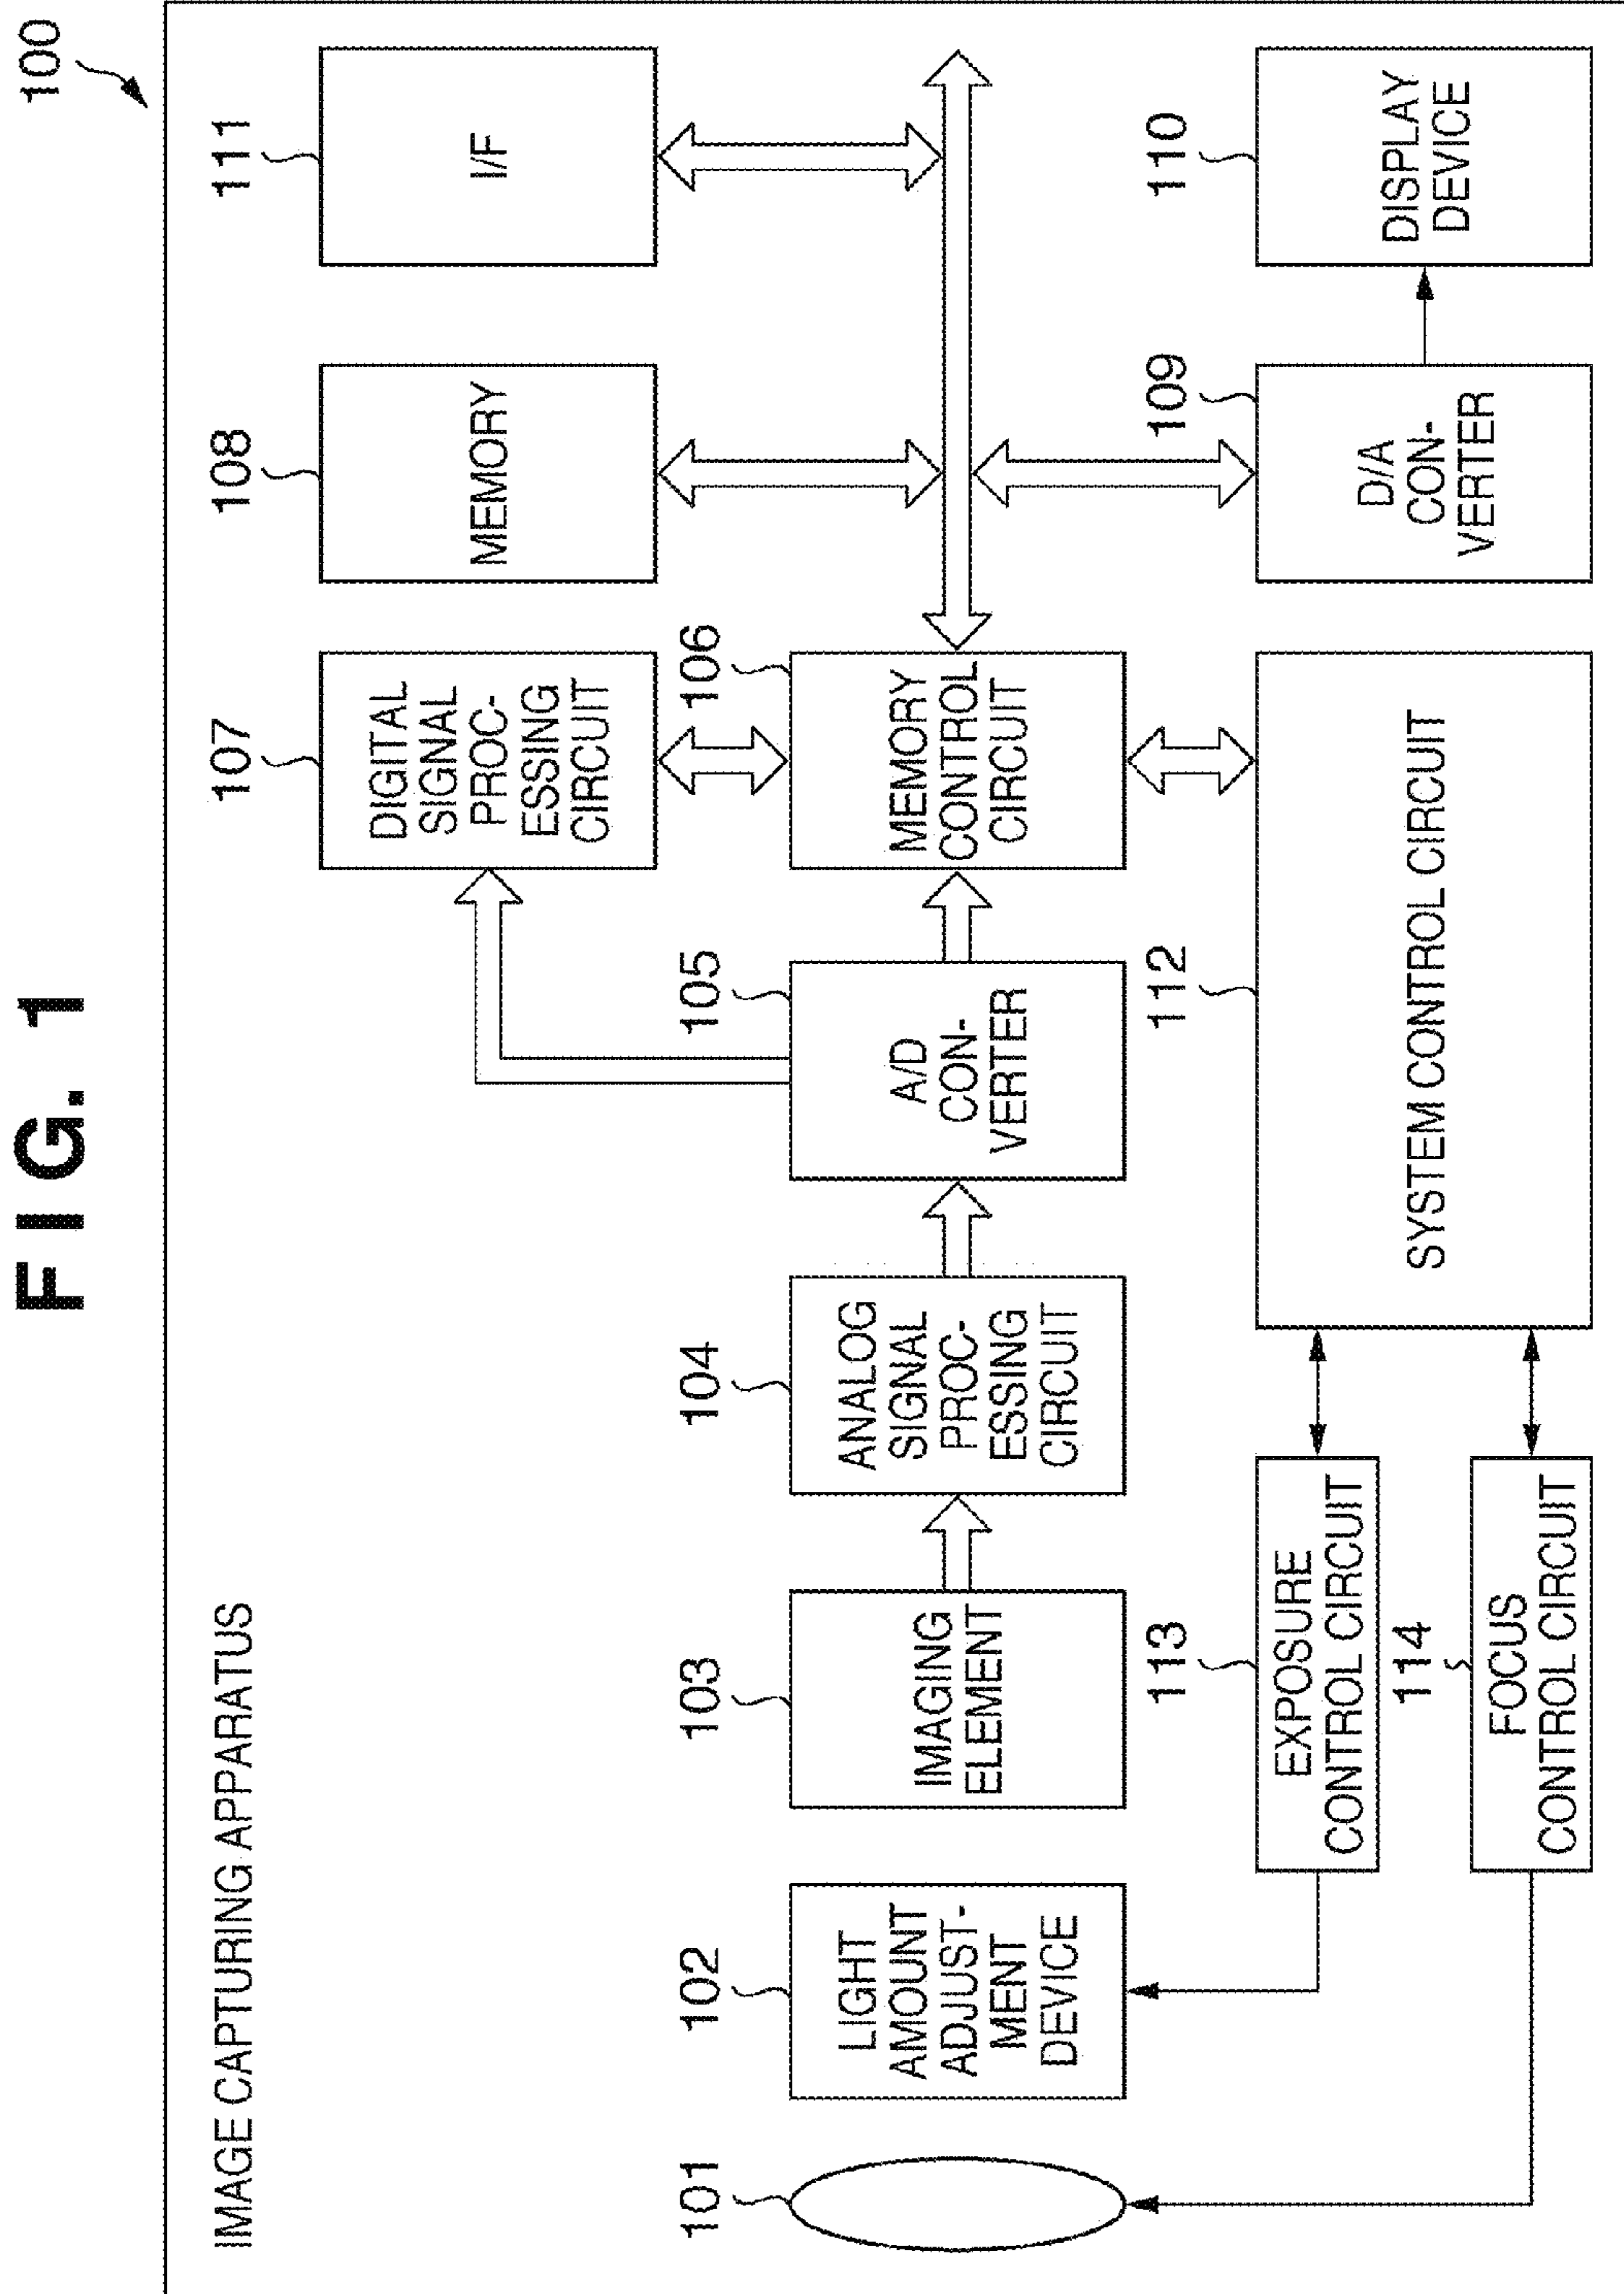 FIG. 1
100
IMAGE CAPTURING APPARATUS
107
108
111
DIGITAL
SIGNAL
PROC-
ESSING
CIRCUIT
MEMORY
I/F
101
102
103
104
105
106
LIGHT
AMOUNT
ADJUST-
MENT
DEVICE
IMAGING
ELEMENT
ANALOG
SIGNAL
PROC-
ESSING
CIRCUIT
A/D
CON-
VERTER
MEMORY
CONTROL
CIRCUIT
113
112
109
110
EXPOSURE
CONTROL CIRCUIT
114
FOCUS
CONTROL CIRCUIT
SYSTEM CONTROL CIRCUIT
D/A
CON-
VERTER
DISPLAY
DEVICE